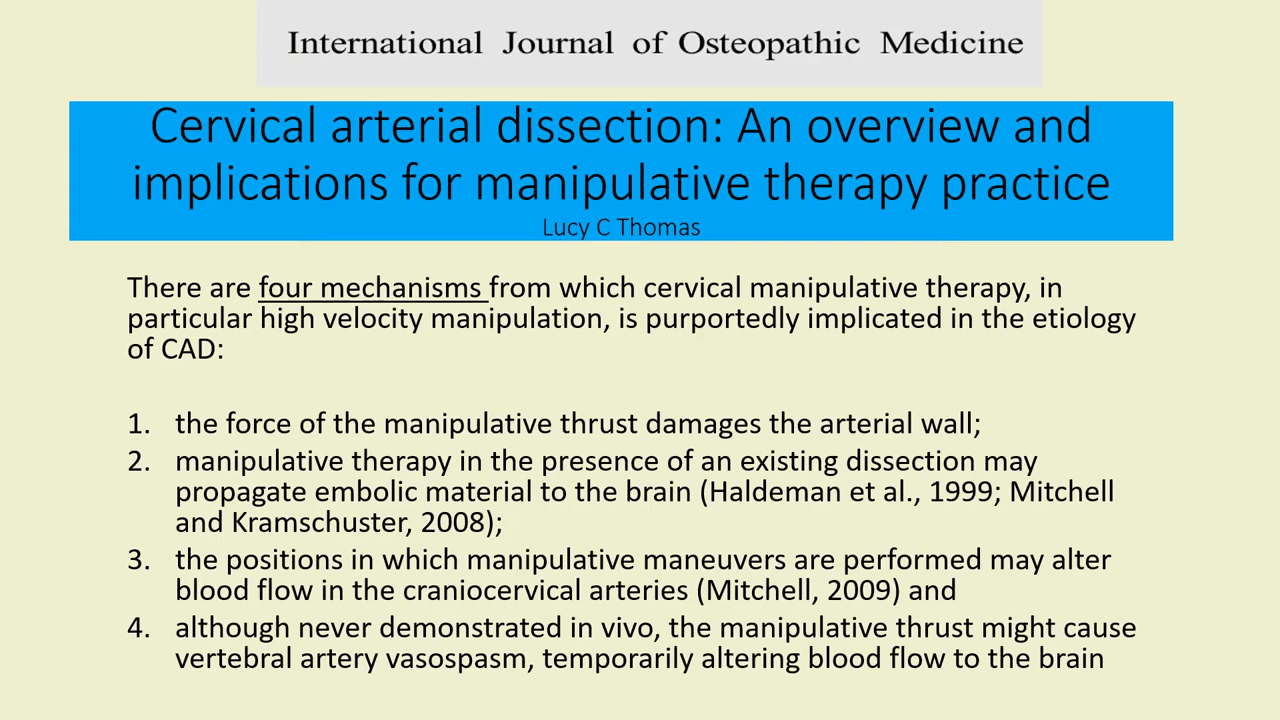 International Journal of Osteopathic Medicine
Cervical arterial dissection: An overview and
implications for manipulative therapy practice
Lucy C Thomas
There are four mechanisms from which cervical manipulative therapy, in
particular high velocity manipulation, is purportedly implicated in the etiology
of CAD:
1. the force of the manipulative thrust damages the arterial wall;
2. manipulative therapy in the presence of an existing dissection may
propagate embolic material to the brain (Haldeman et al., 1999; Mitchell
and Kramschuster, 2008);
3. the positions in which manipulative maneuvers are performed may alter
blood flow in the craniocervical arteries (Mitchell, 2009) and
4. although never demonstrated in vivo, the manipulative thrust might cause
vertebral artery vasospasm, temporarily altering blood flow to the brain